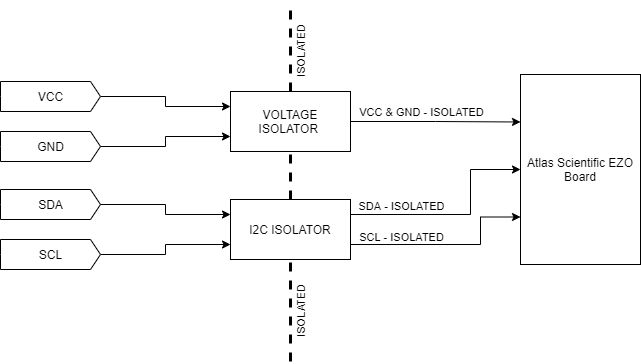 ISOLATED
VCC
VOLTAGE
ISOLATOR
VCC & GND - ISOLATED
GND
Atlas Scientific EZO
Board
SDA
SDA - ISOLATED
I2C ISOLATOR
SCL - ISOLATED
SCL
ISOLATED